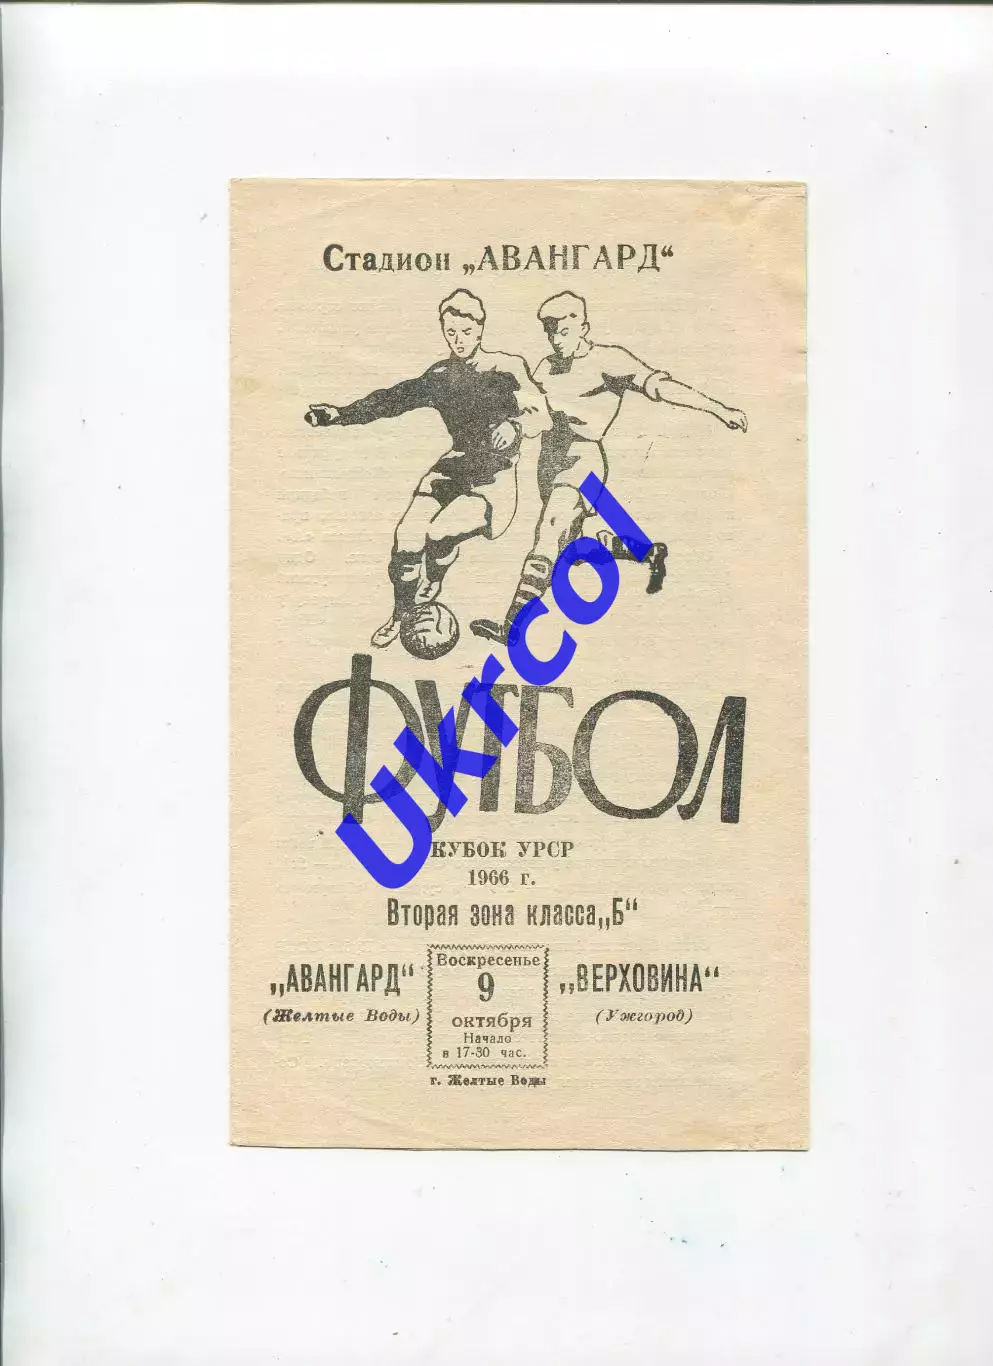 Стадион „АВАНГАРД“
ФУТБОЛ
КУБОК УРСР
1966 г.
Вторая зона класса„Б“
„АВАНГАРД“
(Желтые Воды)
Воскресенье
9
октября
Начало
в 17-30 час.
„ВЕРХОВИНА“
(Ужгород)
г. Желтые Воды
Ukrcol